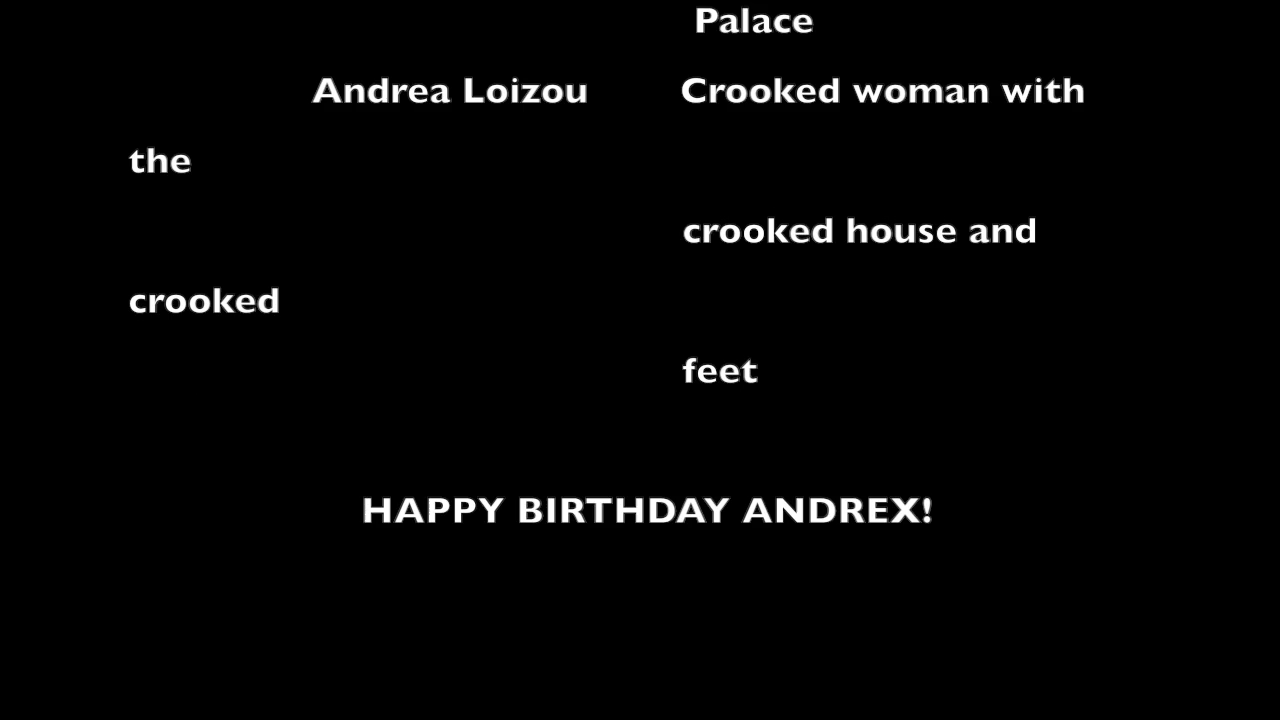 Palace
Andrea Loizou Crooked woman with
the
crooked house and
crooked
feet
HAPPY BIRTHDAY ANDREX!